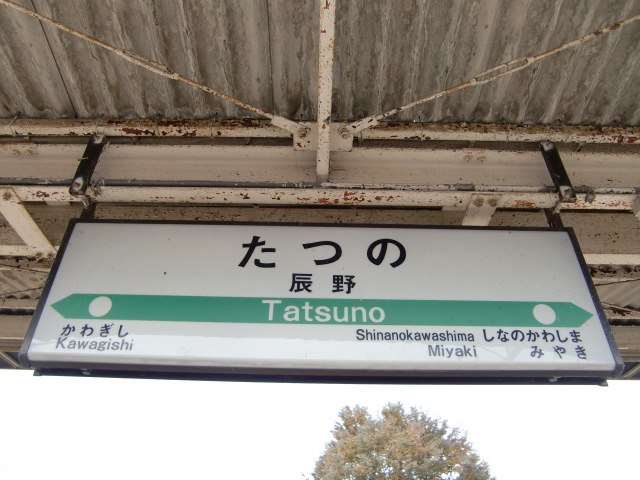 たつの
辰野
Tatsuno
かわぎし
Kawagishi
Shinanokawashima しなのかわしま
Miyaki みやき